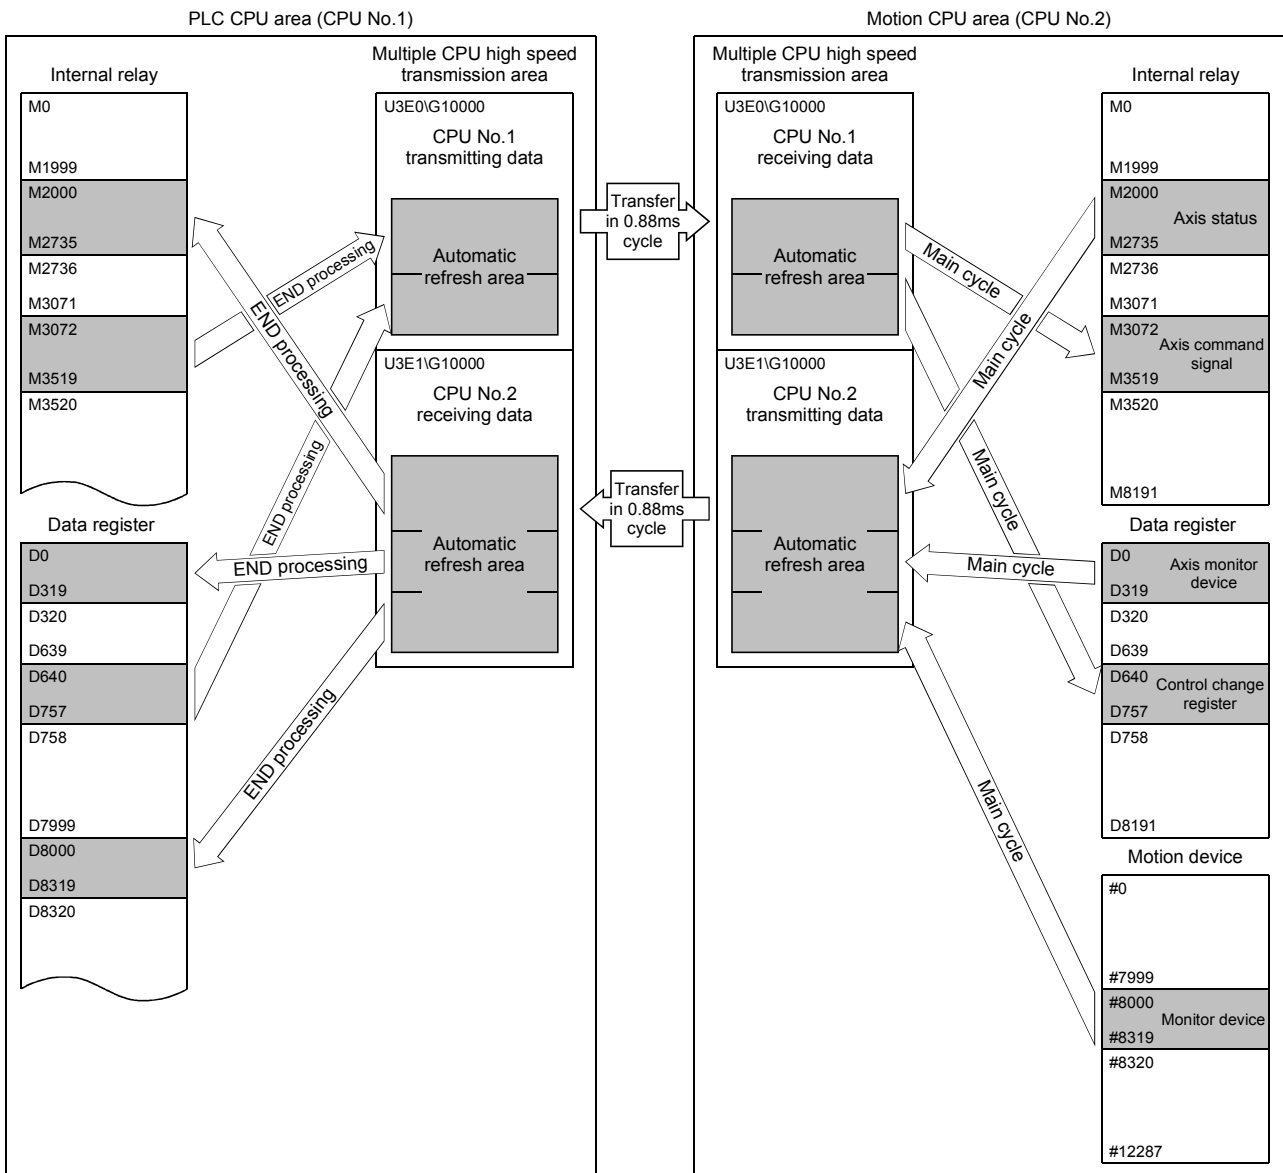 PLC CPU area (CPU No.1)
Internal relay
M0
M1999
M2000
M2735
M2736
M3071
M3072
M3519
M3520
Data register
D0
D319
D320
D639
D640
D757
D758
D7999
D8000
D8319
D8320
END processing
END processing
END processing
END processing
END processing
Multiple CPU high speed
transmission area
U3E0\G10000
CPU No.1
transmitting data
Automatic
refresh area
U3E1\G10000
CPU No.2
receiving data
Automatic
refresh area
Transfer
in 0.88ms
cycle
Transfer
in 0.88ms
cycle
Motion CPU area (CPU No.2)
Multiple CPU high speed
transmission area
U3E0\G10000
CPU No.1
receiving data
Automatic
refresh area
U3E1\G10000
CPU No.2
transmitting data
Automatic
refresh area
Main cycle
Main cycle
Main cycle
Main cycle
Main cycle
Internal relay
M0
M1999
M2000
Axis status
M2735
M2736
M3071
M3072
Axis command
signal
M3519
M3520
M8191
Data register
D0
Axis monitor
device
D319
D320
D639
D640
Control change
register
D757
D758
D8191
Motion device
#0
#7999
#8000
Monitor device
#8319
#8320
#12287